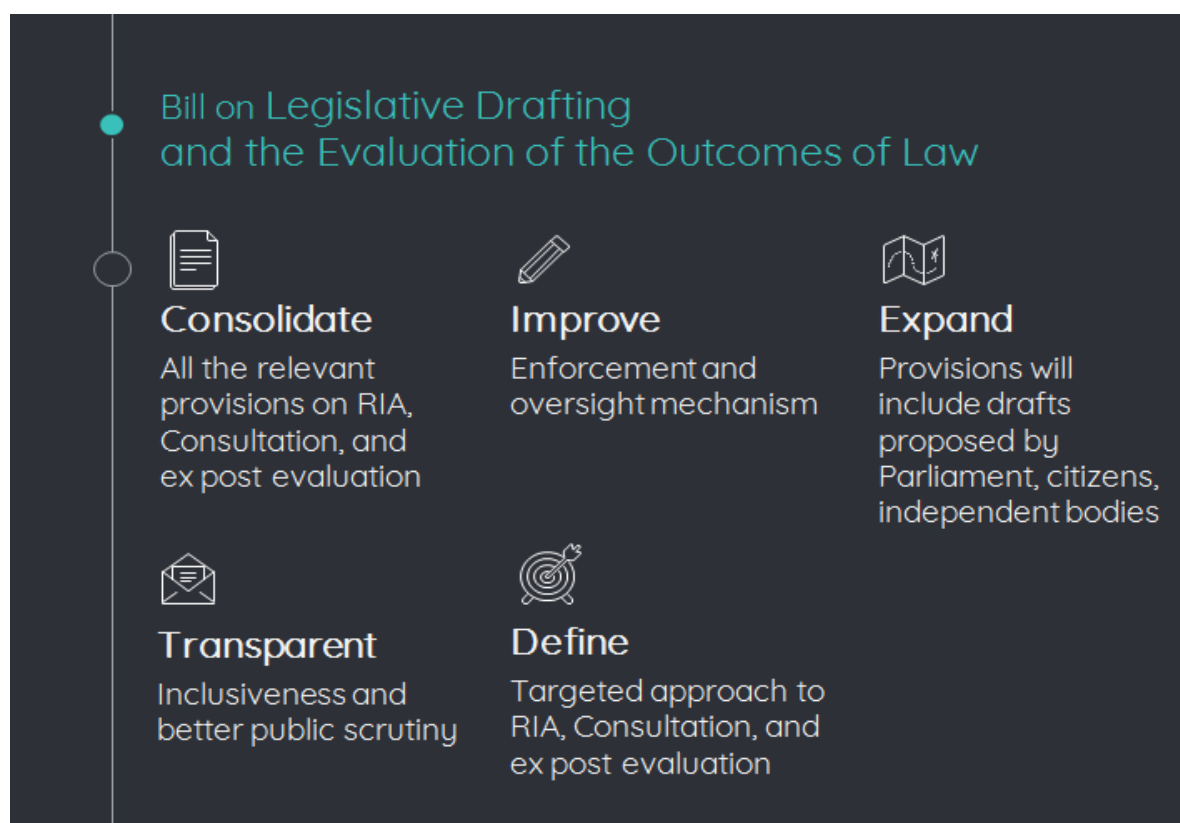 Bill on Legislative Drafting
and the Evaluation of the Outcomes of Law
Consolidate
All the relevant
provisions on RIA,
Consultation, and
ex post evaluation
Improve
Enforcement and
oversight mechanism
Expand
Provisions will
include drafts
proposed by
Parliament, citizens,
independent bodies
Transparent
Inclusiveness and
better public scrutiny
Define
Targeted approach to
RIA, Consultation, and
ex post evaluation